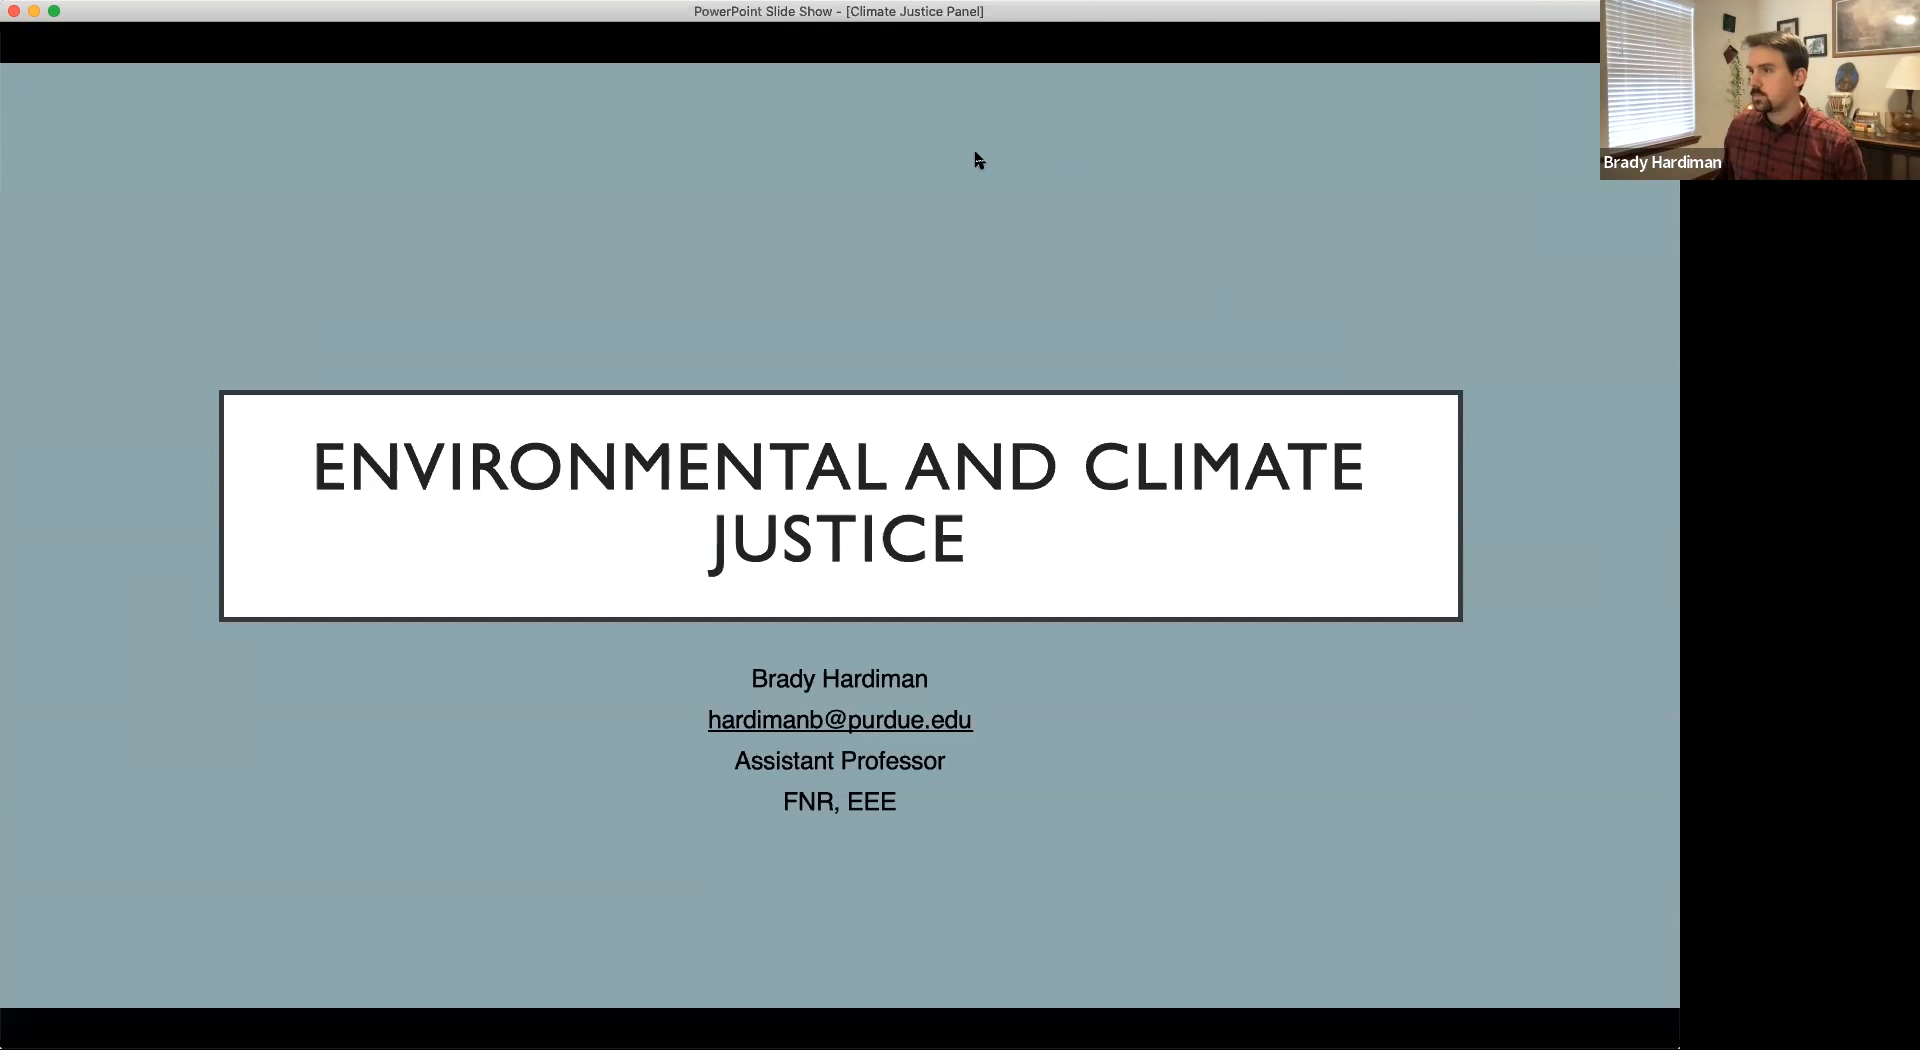 PowerPoint Slide Show - [Climate Justice Panel]
Brady Hardiman
ENVIRONMENTAL AND CLIMATE
JUSTICE
Brady Hardiman
hardimanb@purdue.edu
Assistant Professor
FNR, EEE